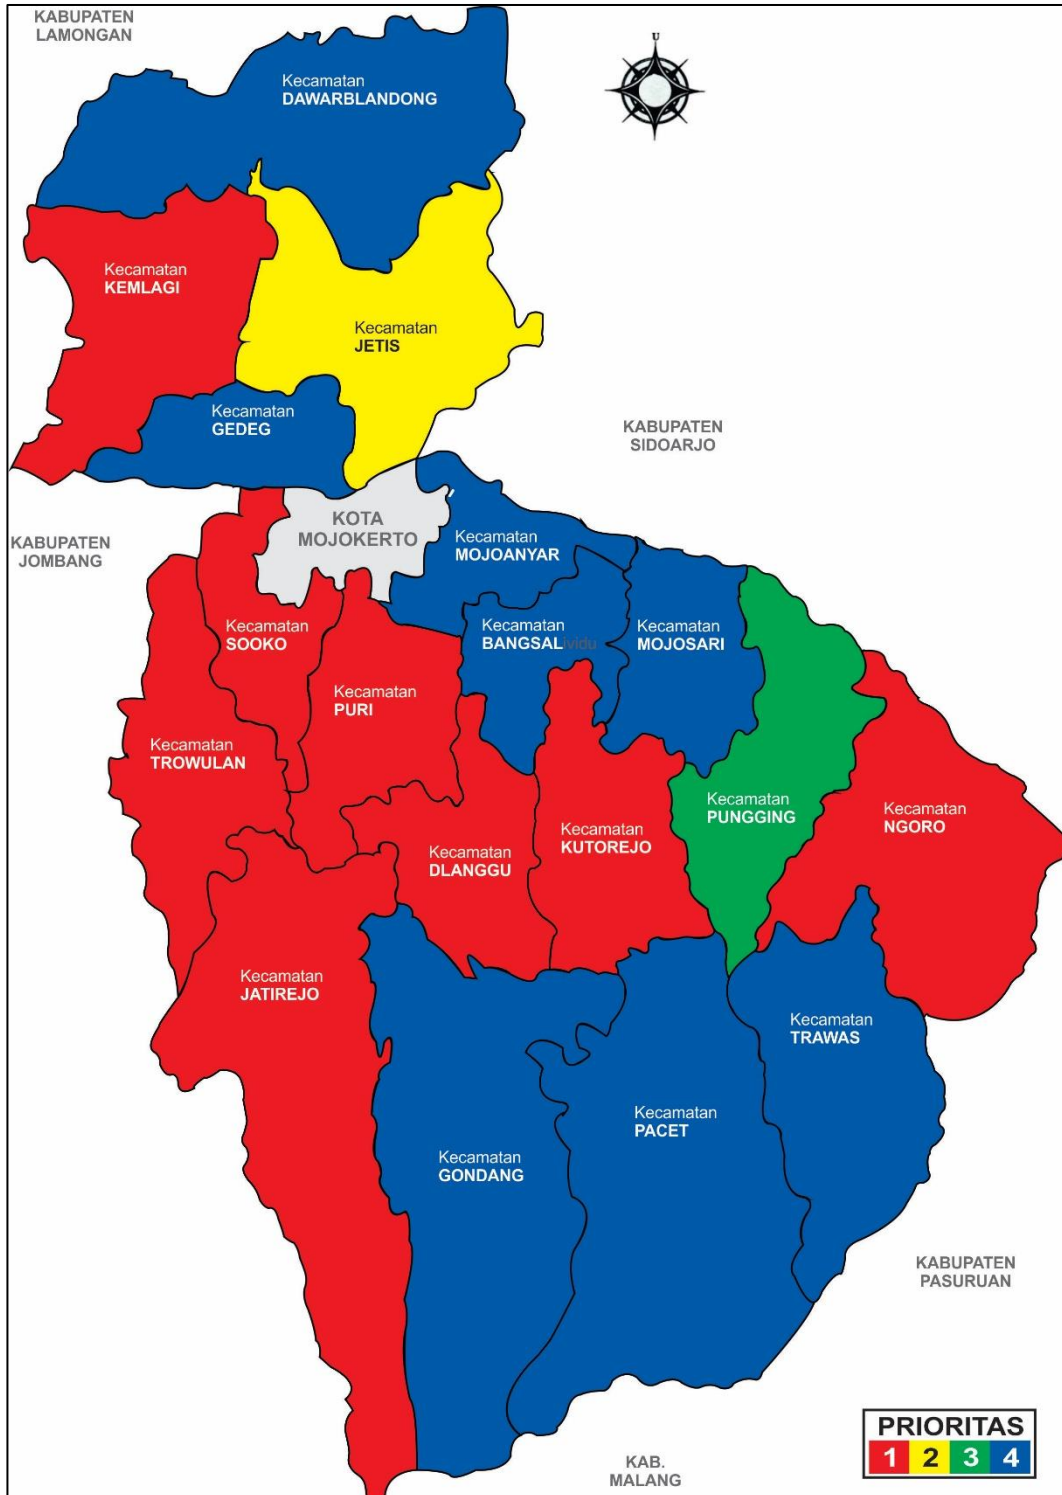 KABUPATEN
LAMONGAN
U
Kecamatan
DAWARBLANDONG
Kecamatan
KEMLAGI
Kecamatan
JETIS
Kecamatan
GEDEG
KABUPATEN
SIDOARJO
KOTA
MOJOKERTO
KABUPATEN
JOMBANG
Kecamatan
MOJOANYAR
Kecamatan
SOOKO
Kecamatan
BANGSALividu
Kecamatan
MOJOSARI
Kecamatan
PURI
Kecamatan
TROWULAN
Kecamatan
PUNGGING
Kecamatan
NGORO
Kecamatan
KUTOREJO
Kecamatan
DLANGGU
Kecamatan
JATIREJO
Kecamatan
TRAWAS
Kecamatan
PACET
Kecamatan
GONDANG
KABUPATEN
PASURUAN
KAB.
MALANG
PRIORITAS
1 2 3 4